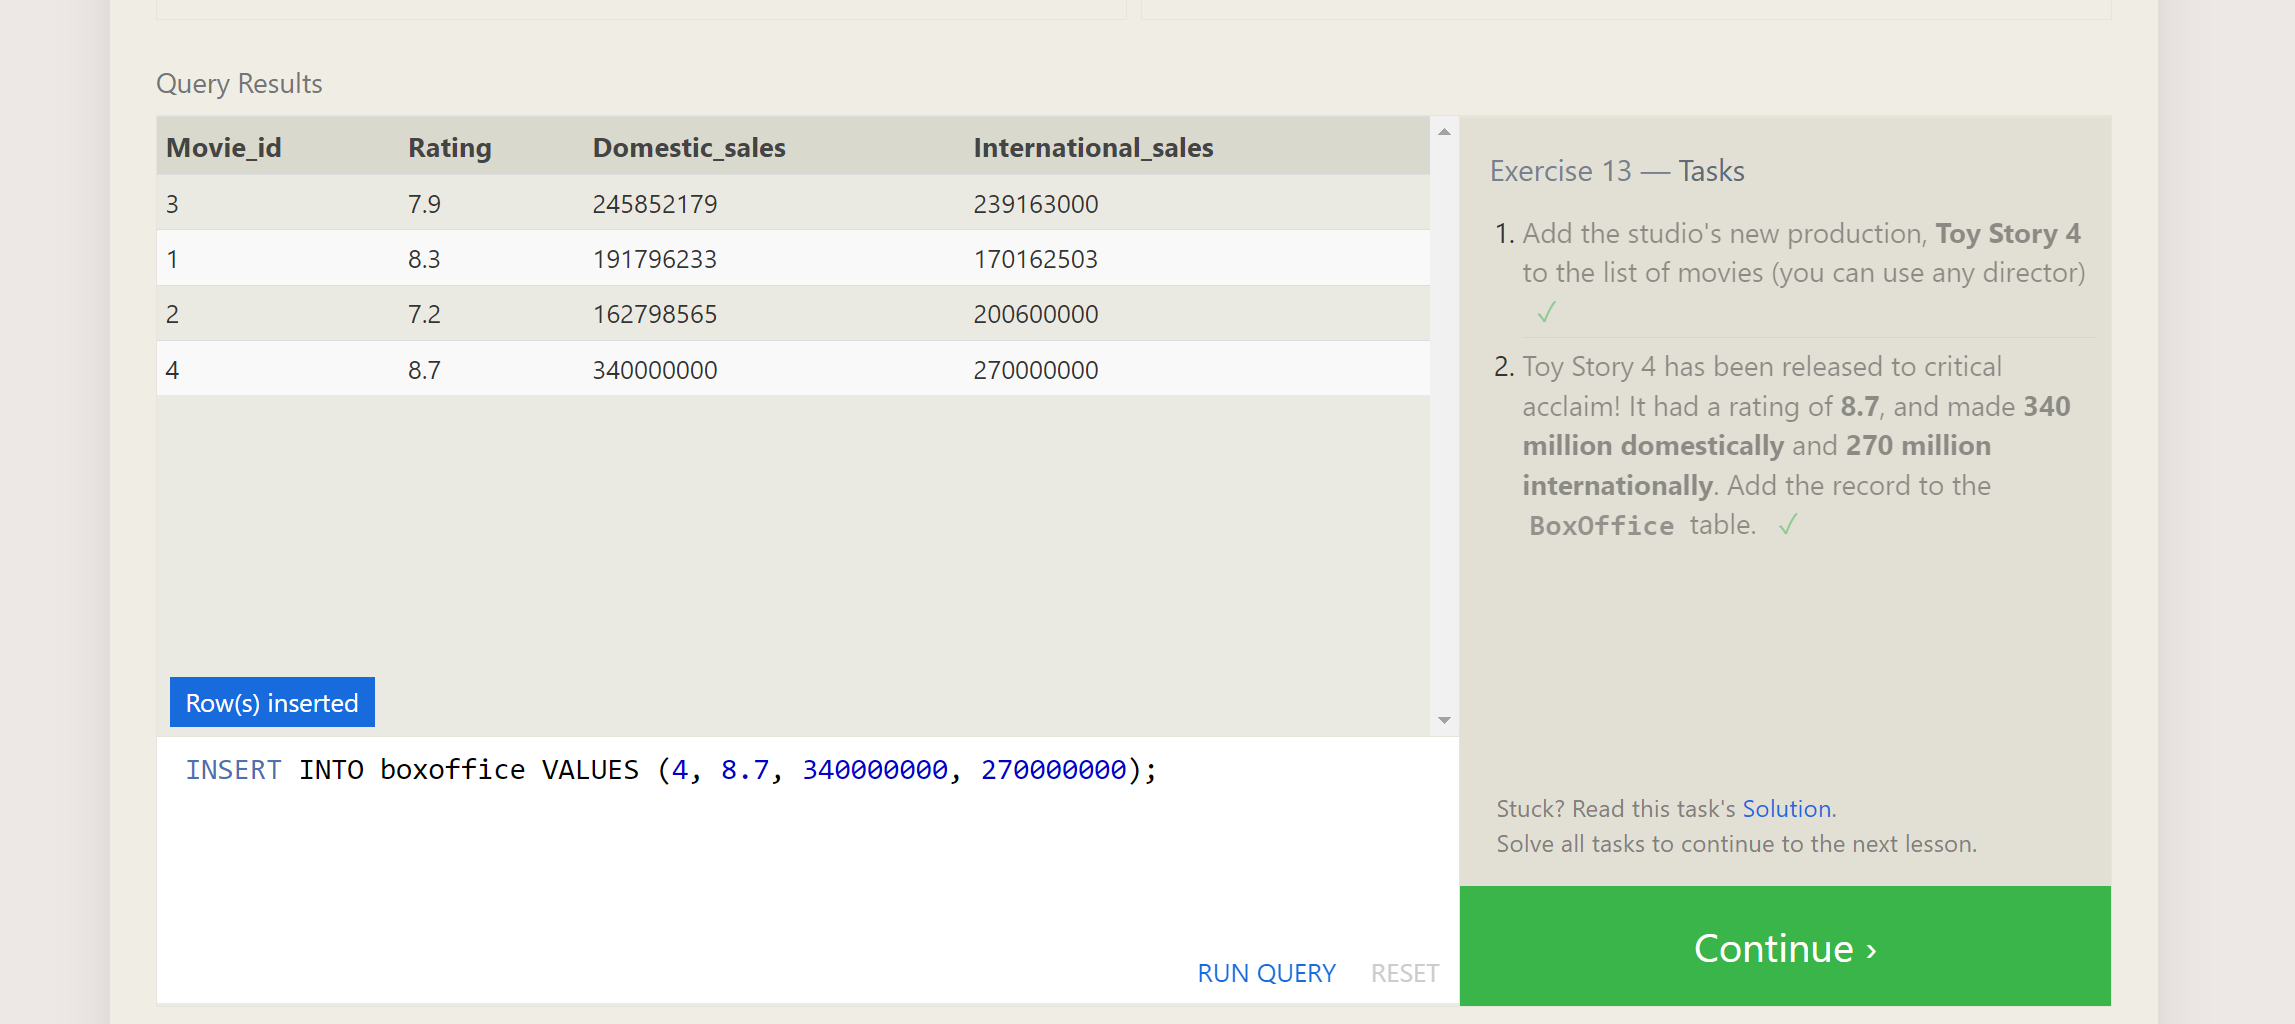 Query Results
Movie_id Rating Domestic_sales International_sales
3 7.9 245852179 239163000
1 8.3 191796233 170162503
2 7.2 162798565 200600000
4 8.7 340000000 270000000
Row(s) inserted
INSERT INTO boxoffice VALUES (4, 8.7, 340000000, 270000000);
RUN QUERY RESET
Exercise 13 — Tasks
1. Add the studio's new production, Toy Story 4
to the list of movies (you can use any director)
✓
2. Toy Story 4 has been released to critical
acclaim! It had a rating of 8.7, and made 340
million domestically and 270 million
internationally. Add the record to the
BoxOffice table. ✓
Stuck? Read this task's Solution.
Solve all tasks to continue to the next lesson.
Continue ›